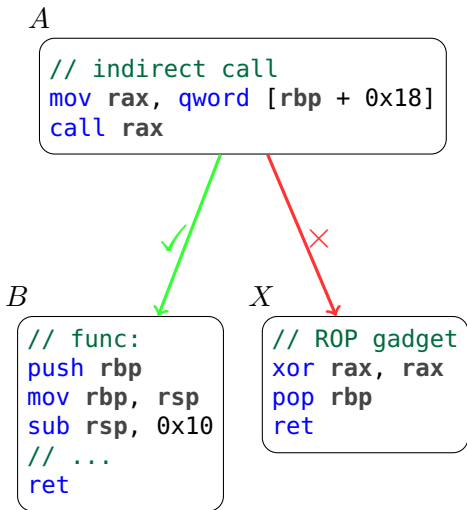 A
// indirect call
mov rax, qword [rbp + 0x18]
call rax
✓
×
B
// func:
push rbp
mov rbp, rsp
sub rsp, 0x10
// ...
ret
X
// ROP gadget
xor rax, rax
pop rbp
ret